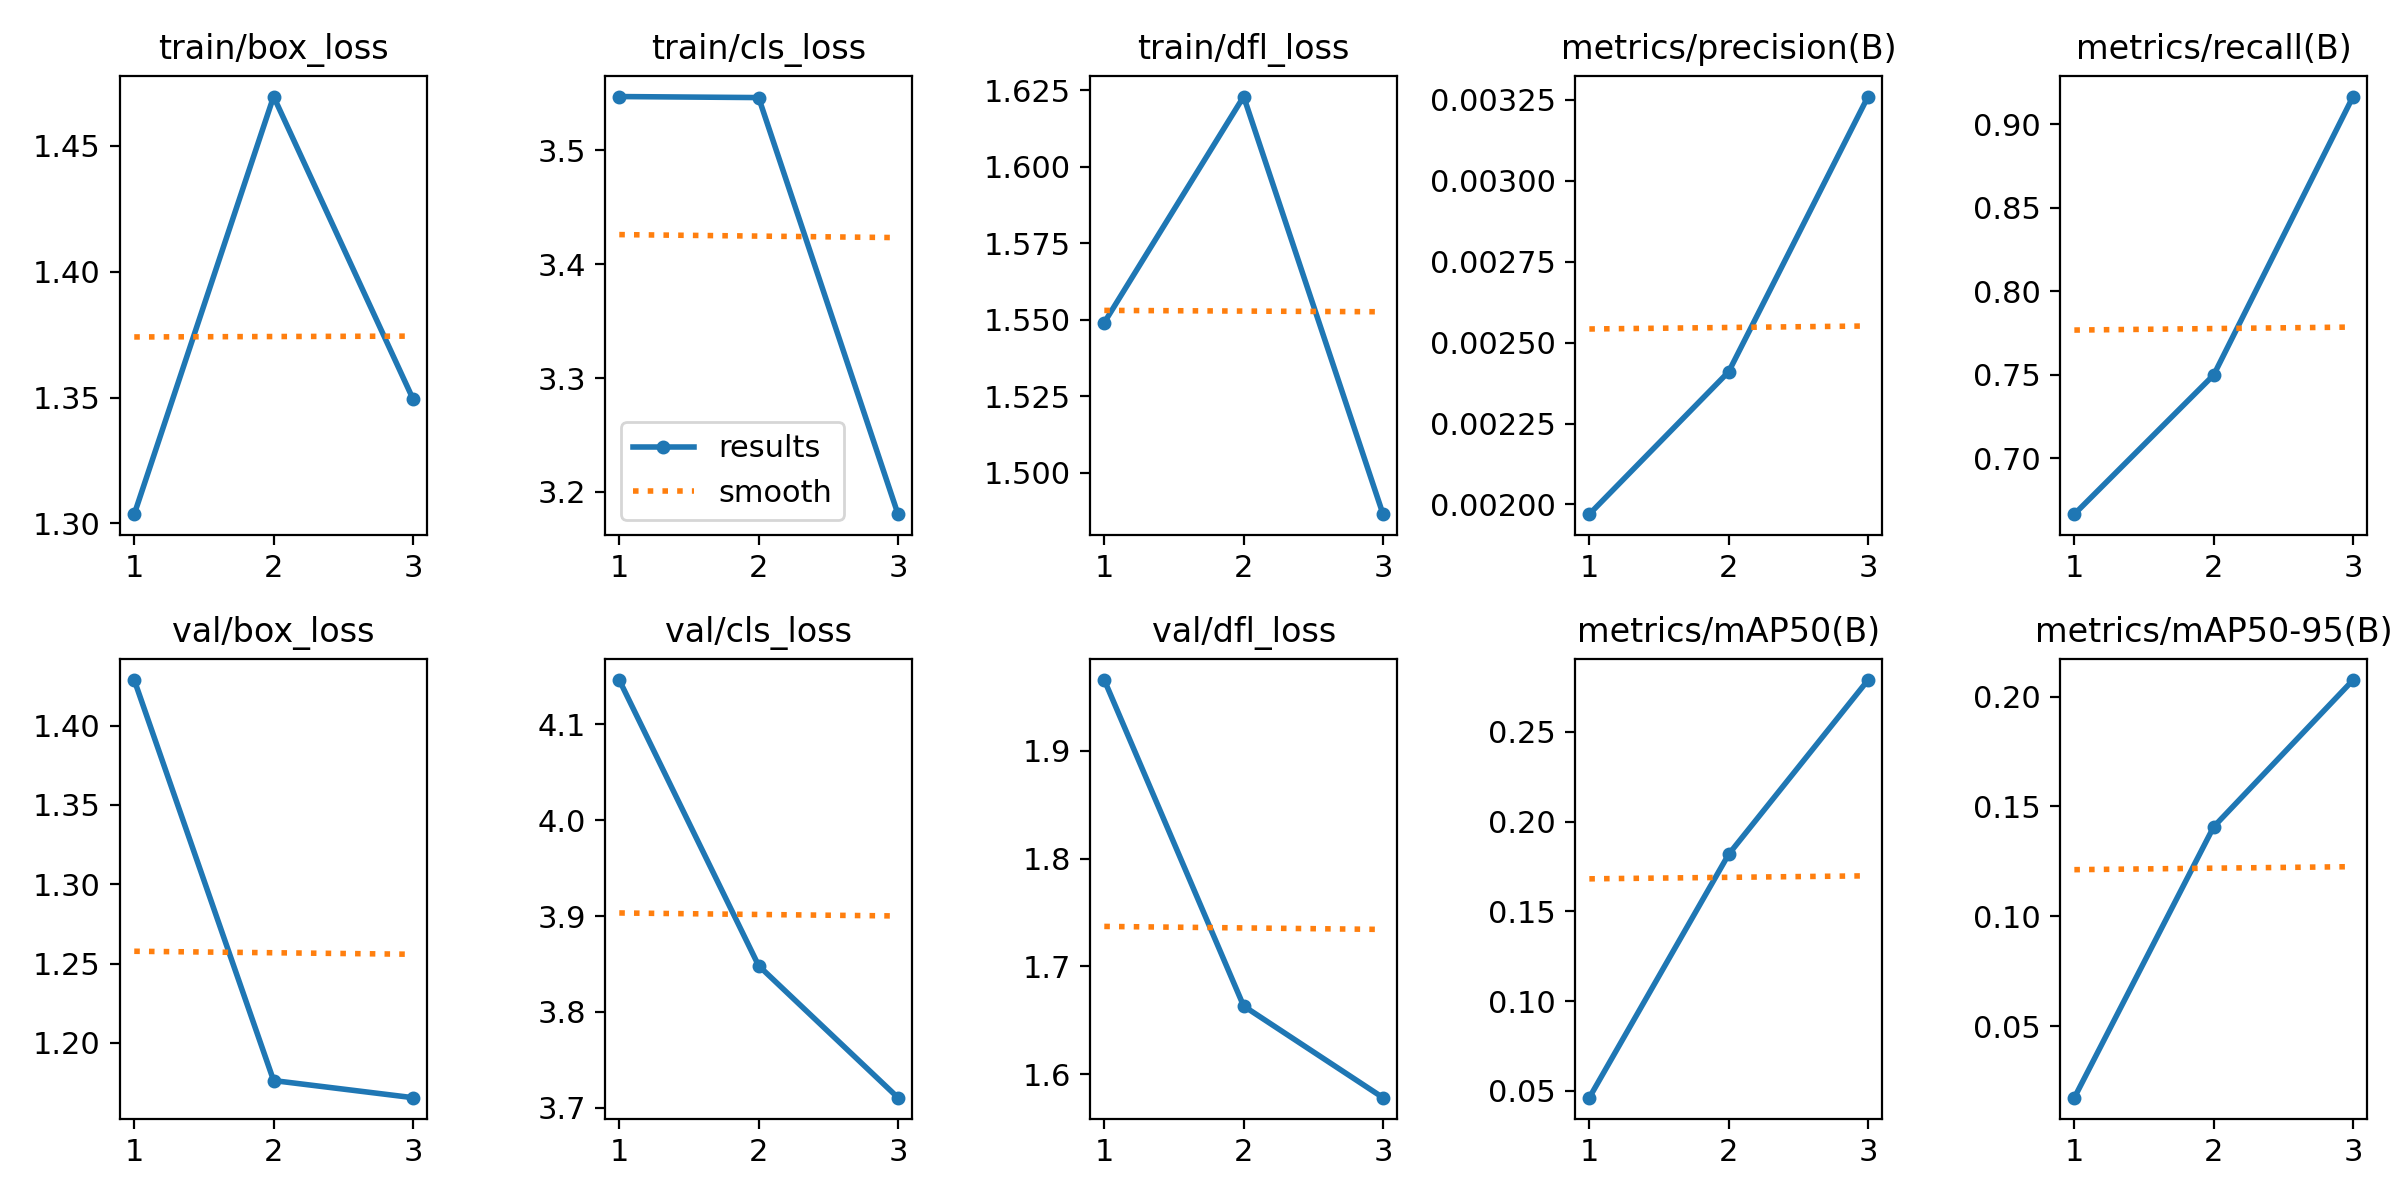 train/box_loss
1.45
1.40
1.35
1.30
1 2 3
train/cls_loss
3.5
3.4
3.3
3.2
results
smooth
1 2 3
train/dfl_loss
1.625
1.600
1.575
1.550
1.525
1.500
1 2 3
metrics/precision(B)
0.00325
0.00300
0.00275
0.00250
0.00225
0.00200
1 2 3
metrics/recall(B)
0.90
0.85
0.80
0.75
0.70
1 2 3
val/box_loss
1.40
1.35
1.30
1.25
1.20
1 2 3
val/cls_loss
4.1
4.0
3.9
3.8
3.7
1 2 3
val/dfl_loss
1.9
1.8
1.7
1.6
1 2 3
metrics/mAP50(B)
0.25
0.20
0.15
0.10
0.05
1 2 3
metrics/mAP50-95(B)
0.20
0.15
0.10
0.05
1 2 3